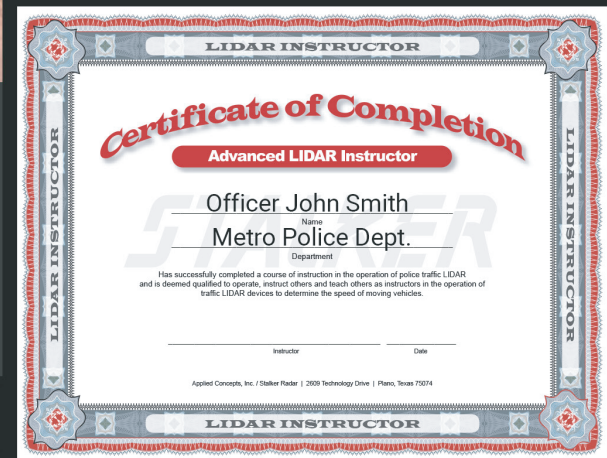 LIDAR INSTRUCTOR
Certificate of Completion
Advanced LIDAR Instructor
STALKER
Officer John Smith
Name
Metro Police Dept.
Department
Has successfully completed a course of instruction in the operation of police traffic LIDAR
and is deemed qualified to operate, instruct others and teach others as instructors in the operation of
traffic LIDAR devices to determine the speed of moving vehicles.
Instructor Date
Applied Concepts, Inc. / Stalker Radar | 2609 Technology Drive | Plano, Texas 75074
LIDAR INSTRUCTOR
LIDAR INSTRUCTOR
LIDAR INSTRUCTOR